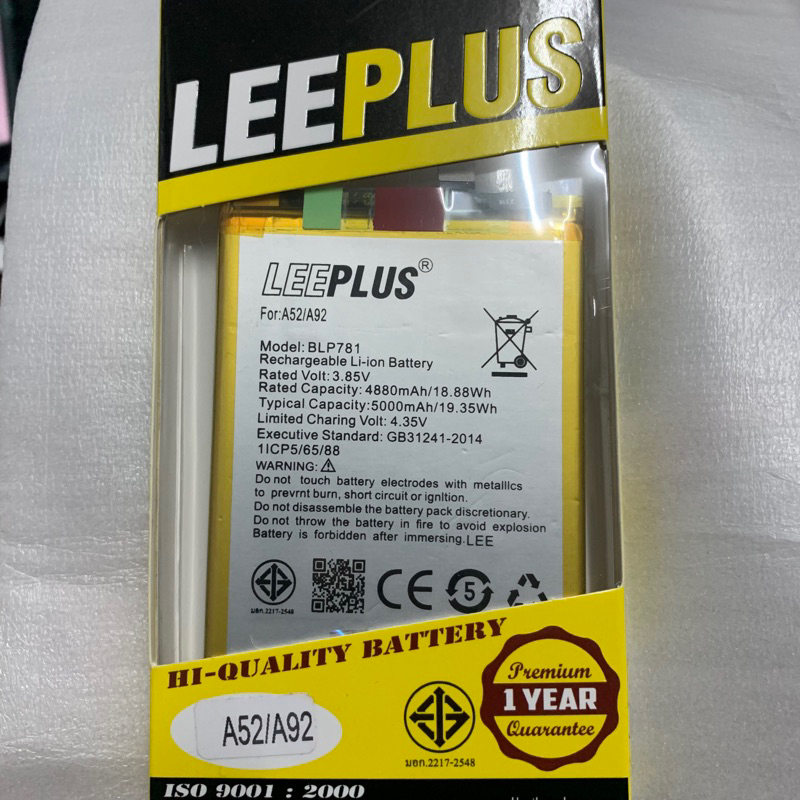 LEEPLUS
LEEPLUS®
For:A52/A92
Model: BLP781
Rechargeable Li-ion Battery
Rated Volt: 3.85V
Rated Capacity: 4880mAh/18.88Wh
Typical Capacity:5000mAh/19.35Wh
Limited Charing Volt: 4.35V
Executive Standard: GB31241-2014
1ICP5/65/88
WARNING:
Do not touch battery electrodes with metalllcs
to prevrnt burn, short circuit or ignltion.
Do not disassemble the battery pack discretionary.
Do not throw the battery in fire to avoid explosion
Battery is forbidden after immersing.LEE
มอก.2217-2548
CE
5
HI-QUALITY BATTERY
A52/A92
มอก.2217-2548
Premium
1 YEAR
Quarantee
ISO 9001 : 2000